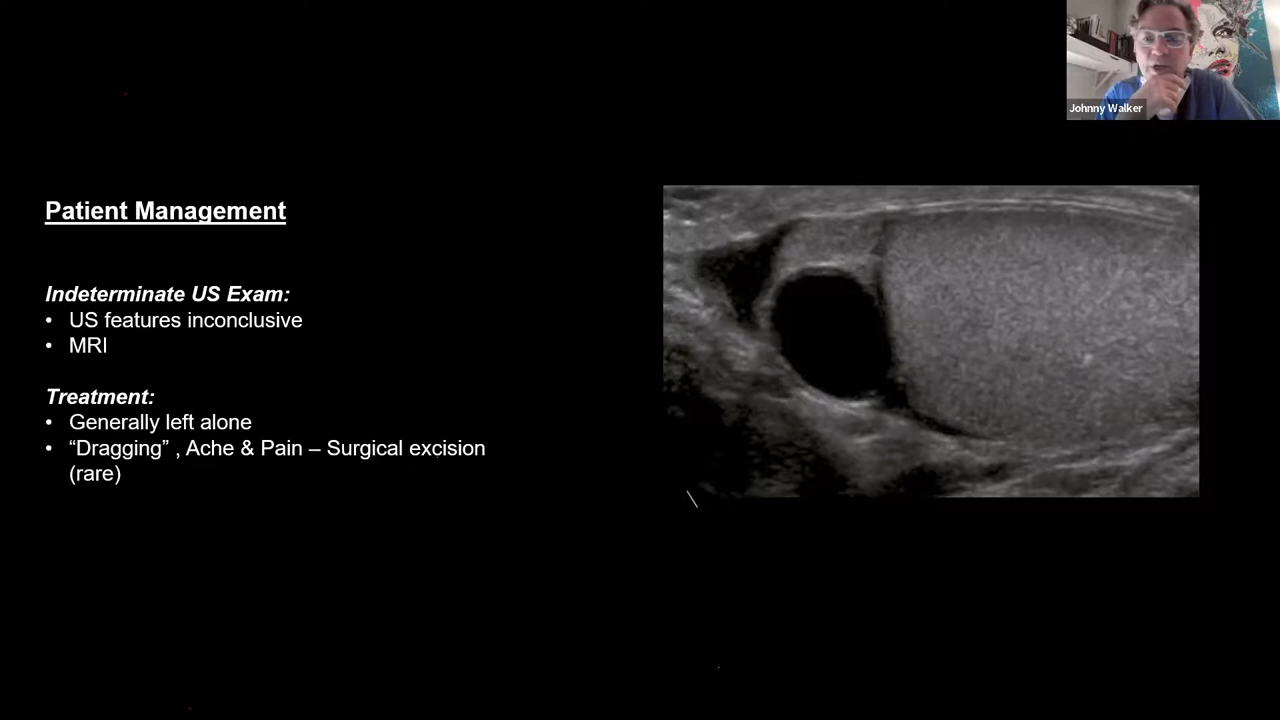 Johnny Walker
Patient Management
Indeterminate US Exam:
• US features inconclusive
• MRI
Treatment:
• Generally left alone
• “Dragging” , Ache & Pain – Surgical excision
(rare)